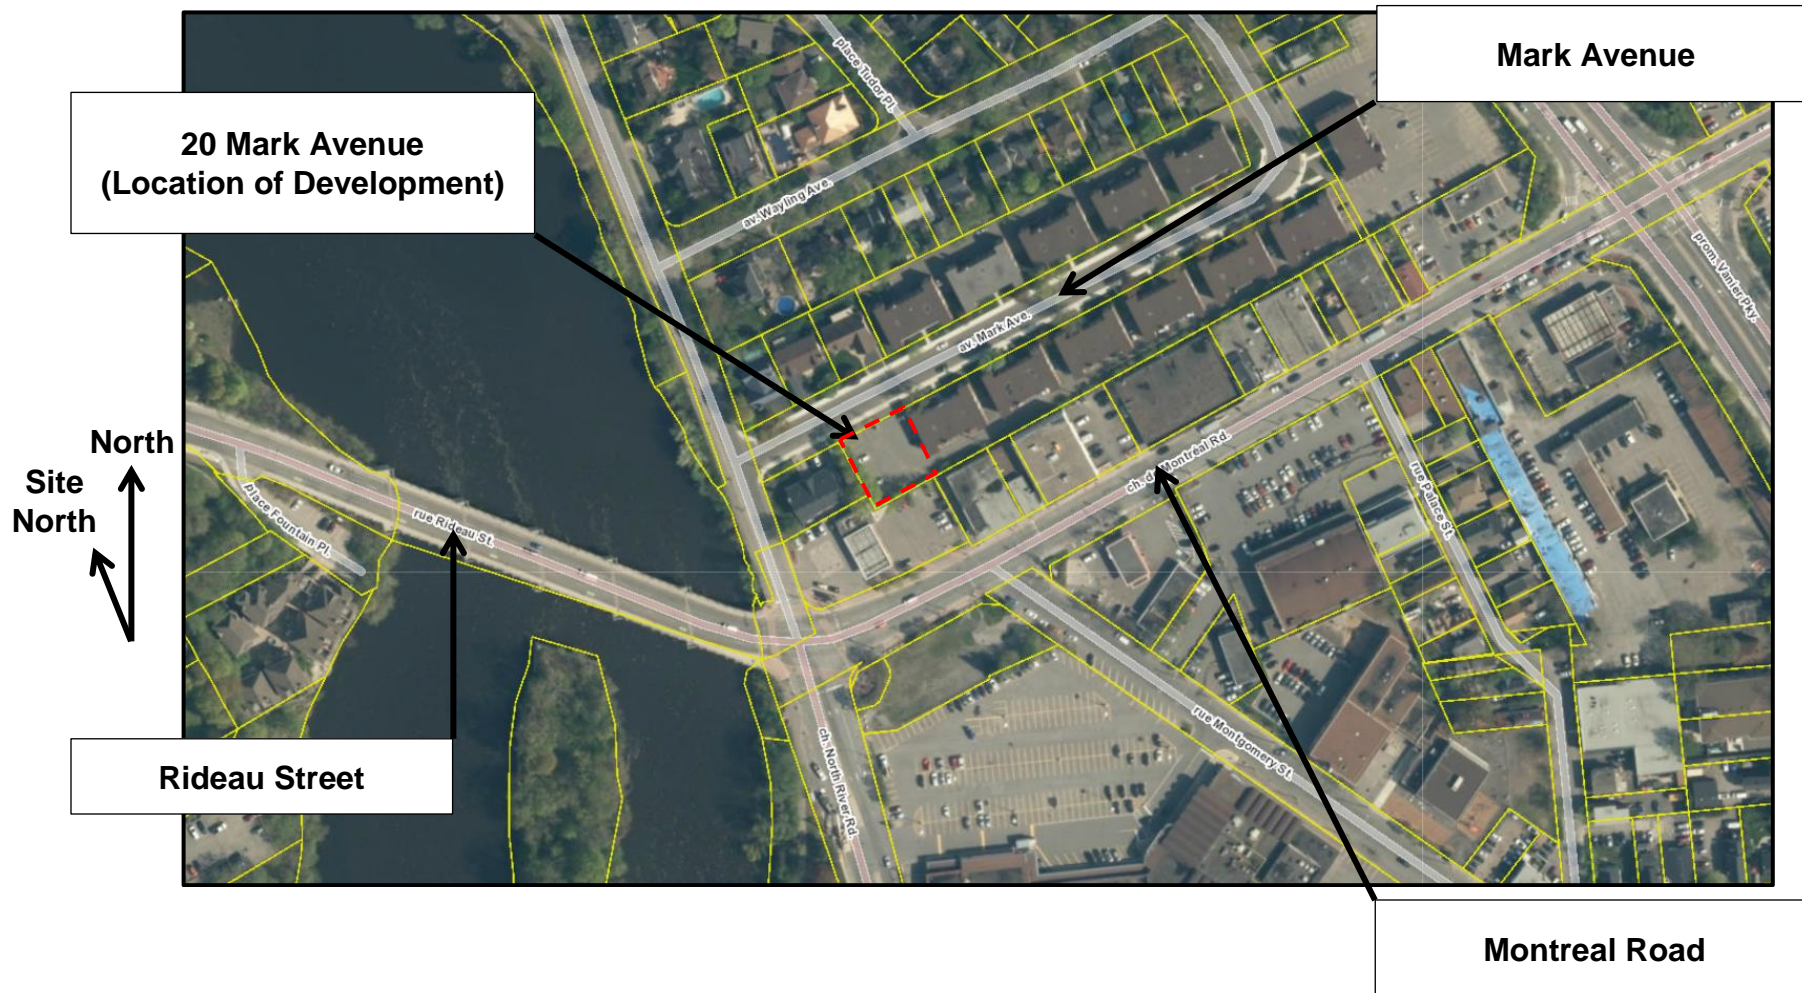 Mark Avenue
20 Mark Avenue
(Location of Development)
place Tudor Pl.
av. Wayling Ave.
prom. Vanier Pky.
av. Mark Ave.
North
Site
North
ch. de Montréal Rd.
rue Palace St.
place Fountain Pl.
rue Rideau St.
rue Montgomery St.
ch. North River Rd.
Rideau Street
Montreal Road